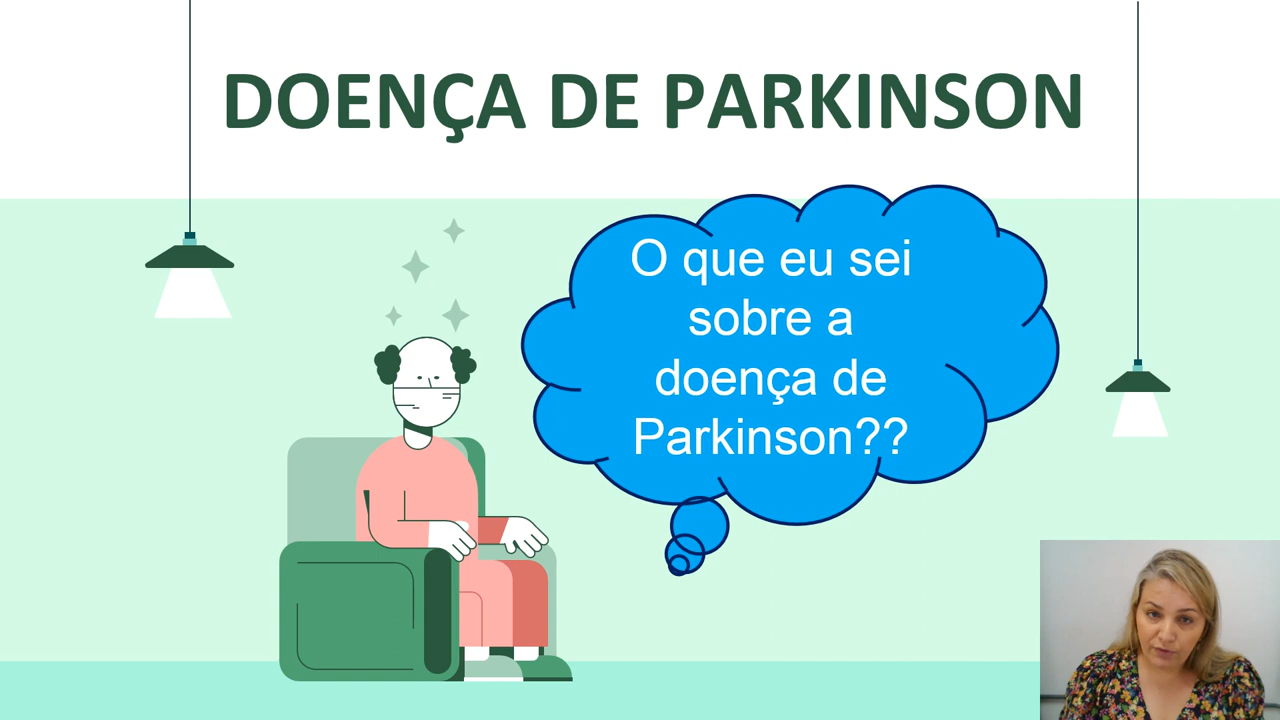 DOENÇA DE PARKINSON
O que eu sei
sobre a
doença de
Parkinson??